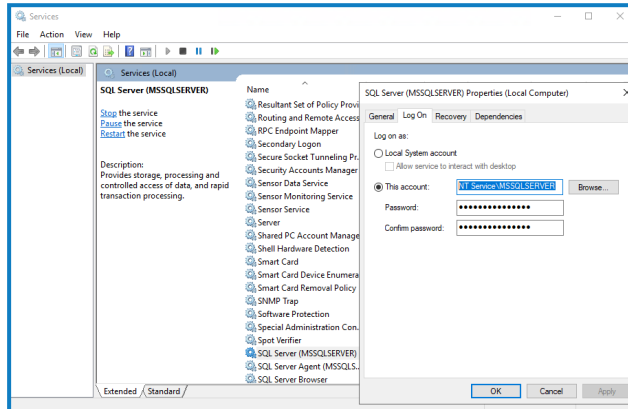 Services
File Action View Help
Services (Local)
Services (Local)
SQL Server (MSSQLSERVER)
Stop the service
Pause the service
Restart the service
Description:
Provides storage, processing and
controlled access of data, and rapid
transaction processing.
Name
Resultant Set of Policy Provi
Routing and Remote Access
RPC Endpoint Mapper
Secondary Logon
Secure Socket Tunneling Pr.
Security Accounts Manager
Sensor Data Service
Sensor Monitoring Service
Sensor Service
Server
Shared PC Account Manage
Shell Hardware Detection
Smart Card
Smart Card Device Enumera
Smart Card Removal Policy
SNMP Trap
Software Protection
Special Administration Con.
Spot Verifier
SQL Server (MSSQLSERVER)
SQL Server Agent (MSSQLS...
SQL Server Browser
Extended Standard
SQL Server (MSSQLSERVER) Properties (Local Computer)
General Log On Recovery Dependencies
Log on as:
Local System account
Allow service to interact with desktop
This account: NT Service\MSSQLSERVER Browse...
Password: •••••••••••••••
Confirm password: •••••••••••••••
OK Cancel Apply